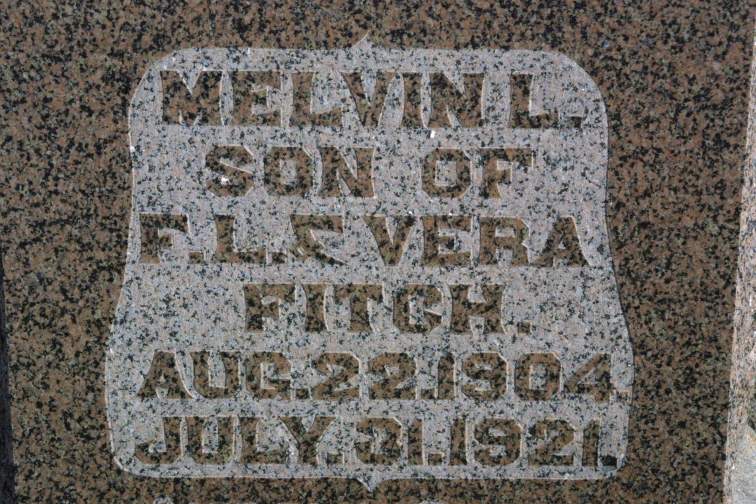 MELVIN L.
SON OF
F.L.& VERA
FITCH.
AUG.22.1904.
JULY.31.1921.